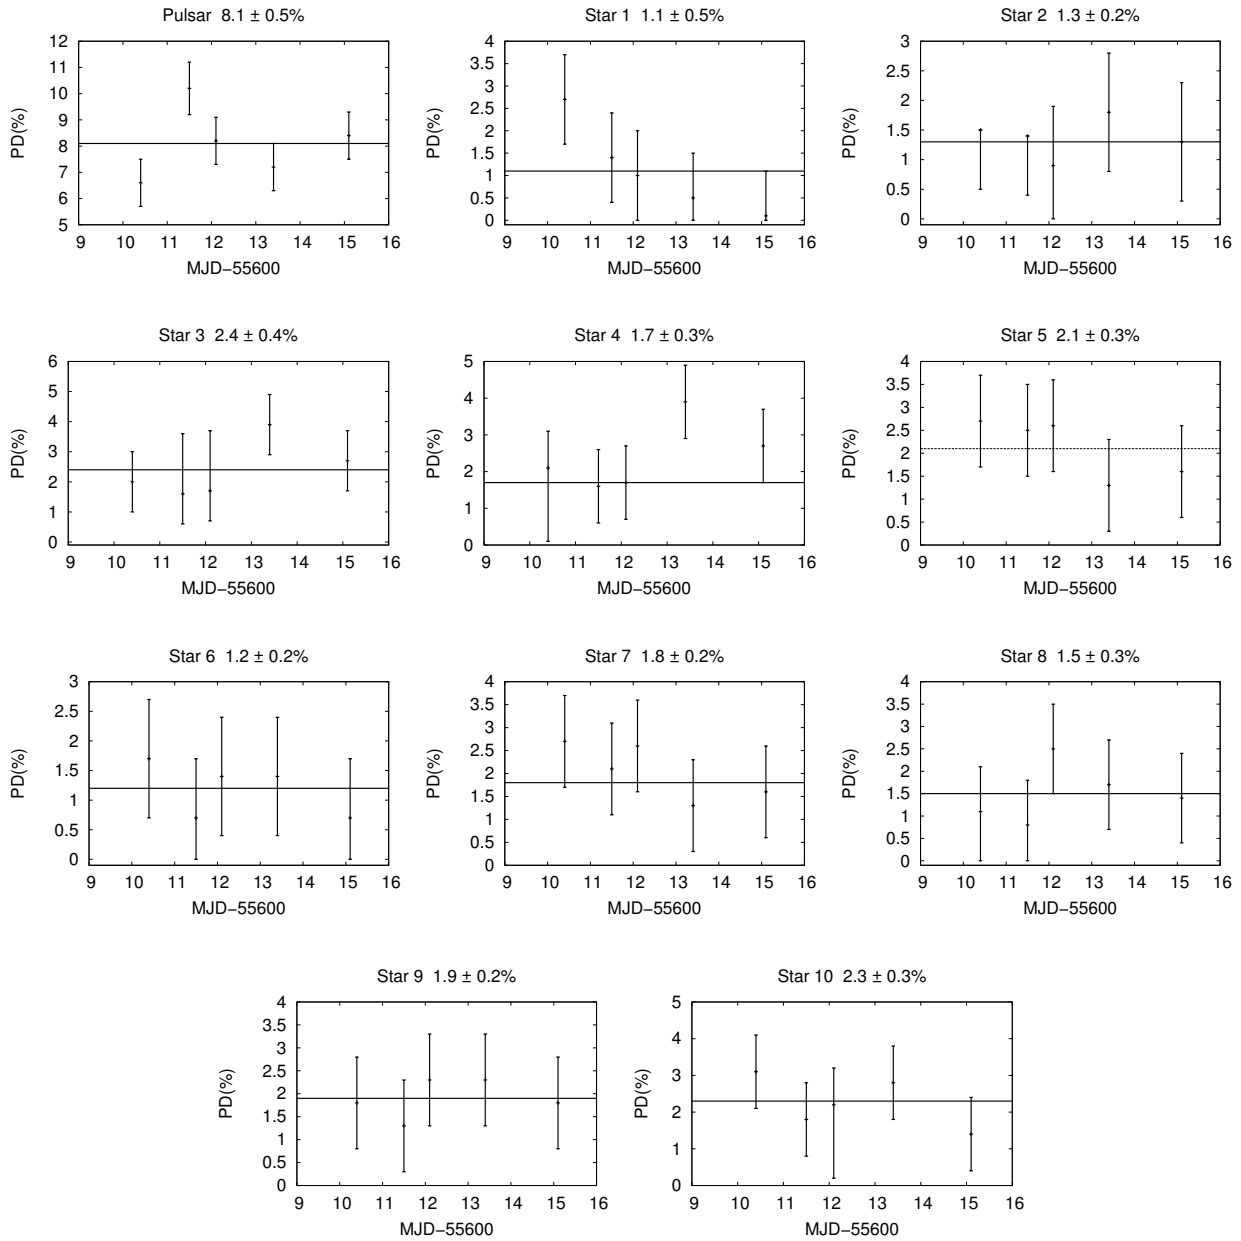 Pulsar 8.1 ± 0.5%
12
11
10
9
8
7
6
5
PD(%)
9 10 11 12 13 14 15 16
MJD−55600
Star 1 1.1 ± 0.5%
4
3.5
3
2.5
2
1.5
1
0.5
0
PD(%)
9 10 11 12 13 14 15 16
MJD−55600
Star 2 1.3 ± 0.2%
3
2.5
2
1.5
1
0.5
0
PD(%)
9 10 11 12 13 14 15 16
MJD−55600
Star 3 2.4 ± 0.4%
6
5
4
3
2
1
0
PD(%)
9 10 11 12 13 14 15 16
MJD−55600
Star 4 1.7 ± 0.3%
5
4
3
2
1
0
PD(%)
9 10 11 12 13 14 15 16
MJD−55600
Star 5 2.1 ± 0.3%
4
3.5
3
2.5
2
1.5
1
0.5
0
PD(%)
9 10 11 12 13 14 15 16
MJD−55600
Star 6 1.2 ± 0.2%
3
2.5
2
1.5
1
0.5
0
PD(%)
9 10 11 12 13 14 15 16
MJD−55600
Star 7 1.8 ± 0.2%
4
3.5
3
2.5
2
1.5
1
0.5
0
PD(%)
9 10 11 12 13 14 15 16
MJD−55600
Star 8 1.5 ± 0.3%
4
3.5
3
2.5
2
1.5
1
0.5
0
PD(%)
9 10 11 12 13 14 15 16
MJD−55600
Star 9 1.9 ± 0.2%
4
3.5
3
2.5
2
1.5
1
0.5
0
PD(%)
9 10 11 12 13 14 15 16
MJD−55600
Star 10 2.3 ± 0.3%
5
4
3
2
1
0
PD(%)
9 10 11 12 13 14 15 16
MJD−55600